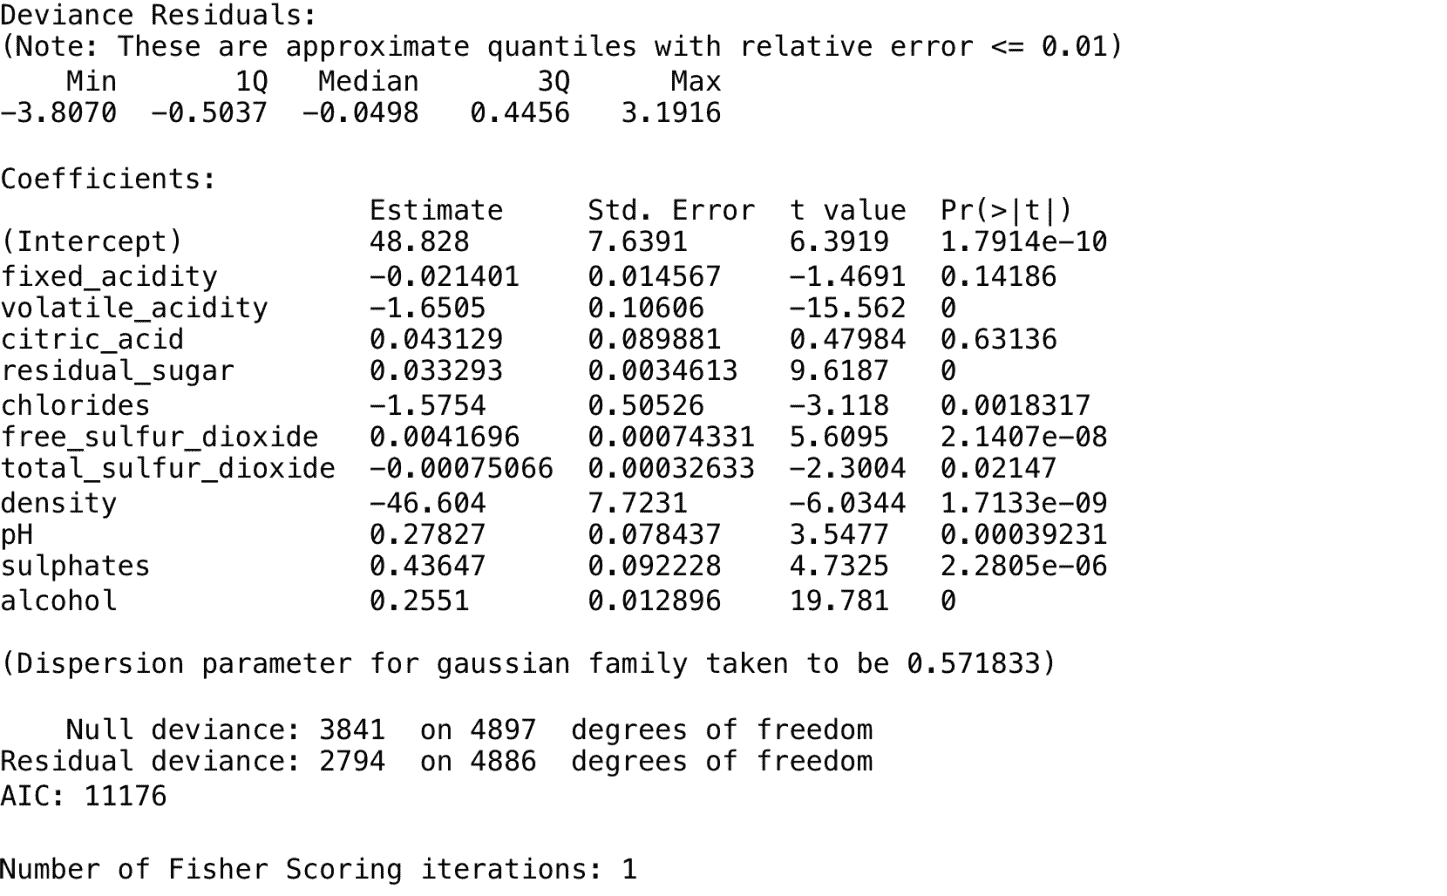 Deviance Residuals:
(Note: These are approximate quantiles with relative error <= 0.01)
    Min       1Q   Median       3Q      Max
-3.8070  -0.5037  -0.0498   0.4456   3.1916
Coefficients:
                      Estimate      Std. Error  t value  Pr(>|t|)
(Intercept)           48.828        7.6391      6.3919   1.7914e-10
fixed_acidity         -0.021401     0.014567    -1.4691  0.14186
volatile_acidity      -1.6505       0.10606     -15.562  0
citric_acid           0.043129      0.089881    0.47984  0.63136
residual_sugar        0.033293      0.0034613   9.6187   0
chlorides             -1.5754       0.50526     -3.118   0.0018317
free_sulfur_dioxide   0.0041696     0.00074331  5.6095   2.1407e-08
total_sulfur_dioxide  -0.00075066   0.00032633  -2.3004  0.02147
density               -46.604       7.7231      -6.0344  1.7133e-09
pH                    0.27827       0.078437    3.5477   0.00039231
sulphates             0.43647       0.092228    4.7325   2.2805e-06
alcohol               0.2551        0.012896    19.781   0
(Dispersion parameter for gaussian family taken to be 0.571833)
    Null deviance: 3841  on 4897  degrees of freedom
Residual deviance: 2794  on 4886  degrees of freedom
AIC: 11176
Number of Fisher Scoring iterations: 1